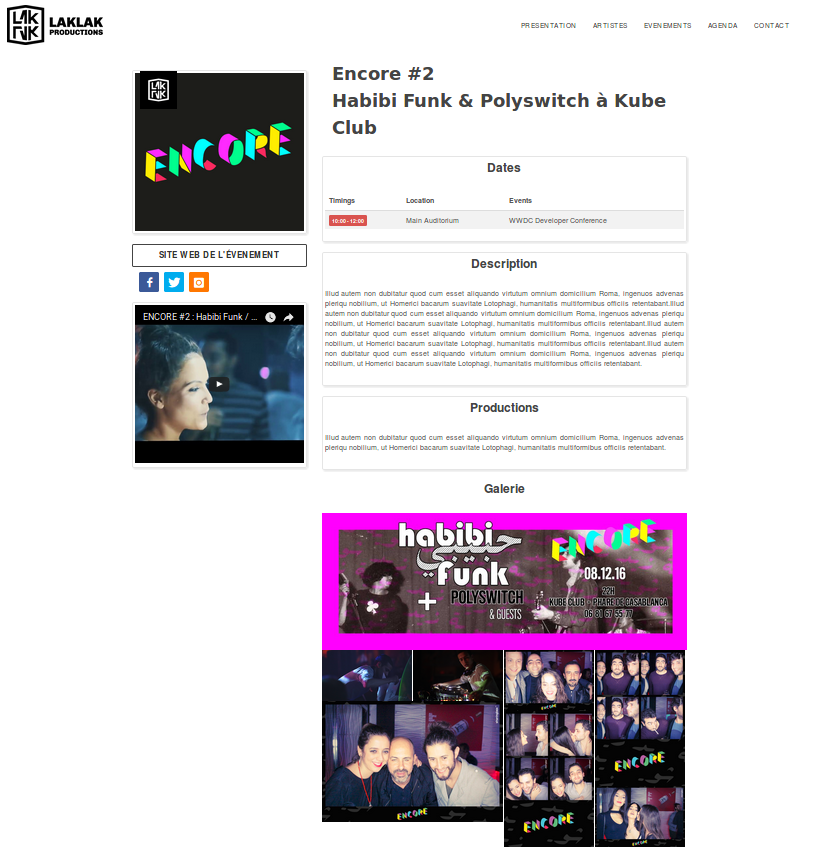 LAKLAK
PRODUCTIONS
PRESENTATION ARTISTES EVENEMENTS AGENDA CONTACT
ENCORE
SITE WEB DE L'ÉVENEMENT
ENCORE #2 : Habibi Funk / ...
Encore #2
Habibi Funk & Polyswitch à Kube
Club
Dates
Timings Location Events
10:00 - 12:00 Main Auditorium WWDC Developer Conference
Description
Illud autem non dubitatur quod cum esset aliquando virtutum omnium domicilium Roma, ingenuos advenas
plerique nobilium, ut Homerici bacarum suavitate Lotophagi, humanitatis multiformibus officiis retentabant.Illud
autem non dubitatur quod cum esset aliquando virtutum omnium domicilium Roma, ingenuos advenas pleriqu
nobilium, ut Homerici bacarum suavitate Lotophagi, humanitatis multiformibus officiis retentabant.Illud autem
non dubitatur quod cum esset aliquando virtutum omnium domicilium Roma, ingenuos advenas pleriqu
nobilium, ut Homerici bacarum suavitate Lotophagi, humanitatis multiformibus officiis retentabant.Illud autem
non dubitatur quod cum esset aliquando virtutum omnium domicilium Roma, ingenuos advenas pleriqu
nobilium, ut Homerici bacarum suavitate Lotophagi, humanitatis multiformibus officiis retentabant.
Productions
Illud autem non dubitatur quod cum esset aliquando virtutum omnium domicilium Roma, ingenuos advenas
pleriqu nobilium, ut Homerici bacarum suavitate Lotophagi, humanitatis multiformibus officiis retentabant.
Galerie
habibi
حبيبي
funk
+ POLYSWITCH
& GUESTS
ENCORE
08.12.16
22H
KUBE CLUB - PHARE DE CASABLANCA
06 61 67 55 77
ENCORE
ENCORE
ENCORE
ENCORE
ENCORE